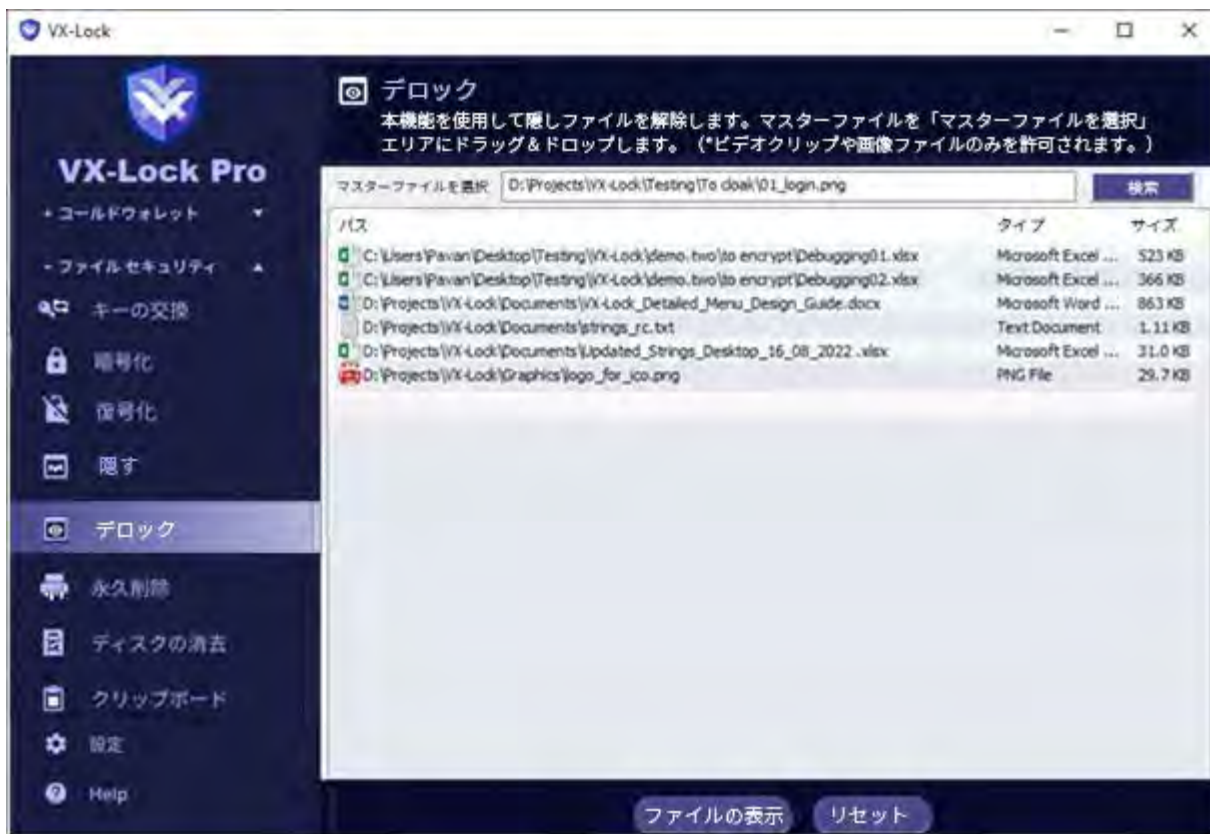 VX-Lock
VX-Lock Pro
+ コールドウォレット
- ファイル セキュリティ
キーの交換
暗号化
復号化
隠す
デロック
永久削除
ディスクの消去
クリップボード
設定
Help
デロック
本機能を使用して隠しファイルを解除します。マスターファイルを「マスターファイルを選択」
エリアにドラッグ＆ドロップします。（*ビデオクリップや画像ファイルのみを許可されます。）
マスターファイルを選択 D:\Projects\VX-Lock\Testing\To cloak\01_login.png 検索
パス タイプ サイズ
C:\Users\Pavan\Desktop\Testing\VX-Lock\demo.two\to encrypt\Debugging01.xlsx Microsoft Excel ... 523 KB
C:\Users\Pavan\Desktop\Testing\VX-Lock\demo.two\to encrypt\Debugging02.xlsx Microsoft Excel ... 366 KB
D:\Projects\VX-Lock\Documents\VX-Lock_Detailed_Menu_Design_Guide.docx Microsoft Word ... 863 KB
D:\Projects\VX-Lock\Documents\strings_rc.txt Text Document 1.11 KB
D:\Projects\VX-Lock\Documents\Updated_Strings_Desktop_16_08_2022.xlsx Microsoft Excel ... 31.0 KB
D:\Projects\VX-Lock\Graphics\logo_for_ico.png PNG File 29.7 KB
ファイルの表示 リセット